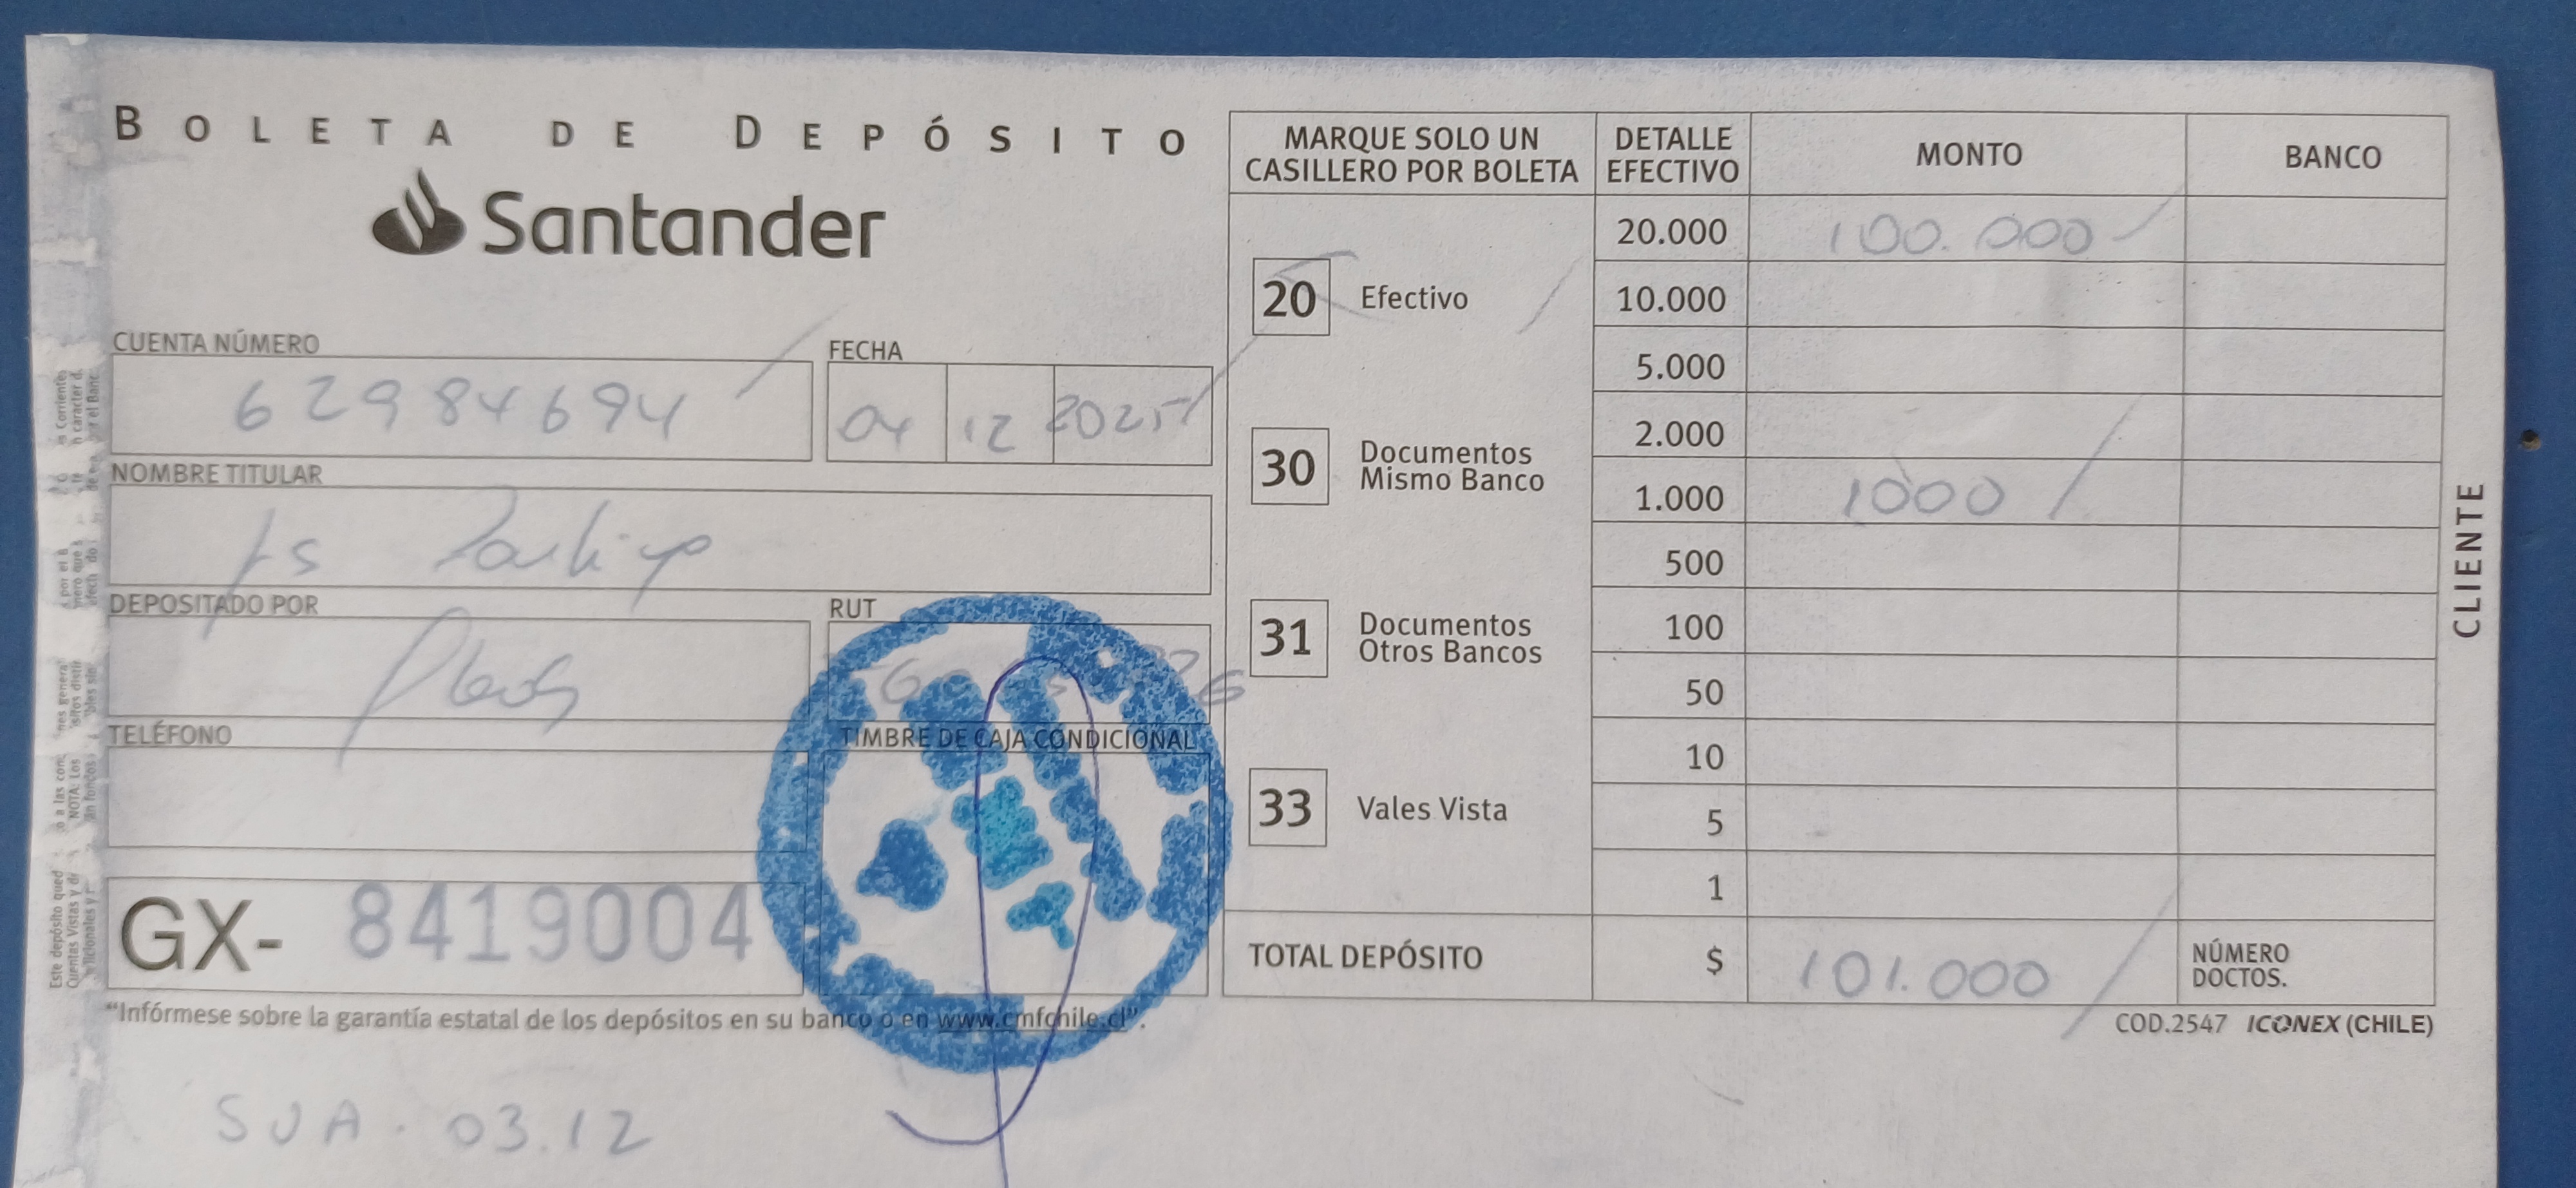 BOLETA DE DEPÓSITO
Santander
CUENTA NÚMERO
62984694
FECHA
04 12 2025
NOMBRE TITULAR
DEPOSITADO POR
RUT
TELÉFONO
TIMBRE DE CAJA CONDICIONAL
GX- 8419004
"Infórmese sobre la garantía estatal de los depósitos en su banco o en www.cmfchile.cl".
SUA. 03.12
MARQUE SOLO UN CASILLERO POR BOLETA
20 Efectivo
30 Documentos Mismo Banco
31 Documentos Otros Bancos
33 Vales Vista
DETALLE EFECTIVO MONTO BANCO
20.000 100.000
10.000
5.000
2.000
1.000 1000
500
100
50
10
5
1
TOTAL DEPÓSITO $ 101.000 NÚMERO DOCTOS.
COD.2547 ICONEX (CHILE)
CLIENTE